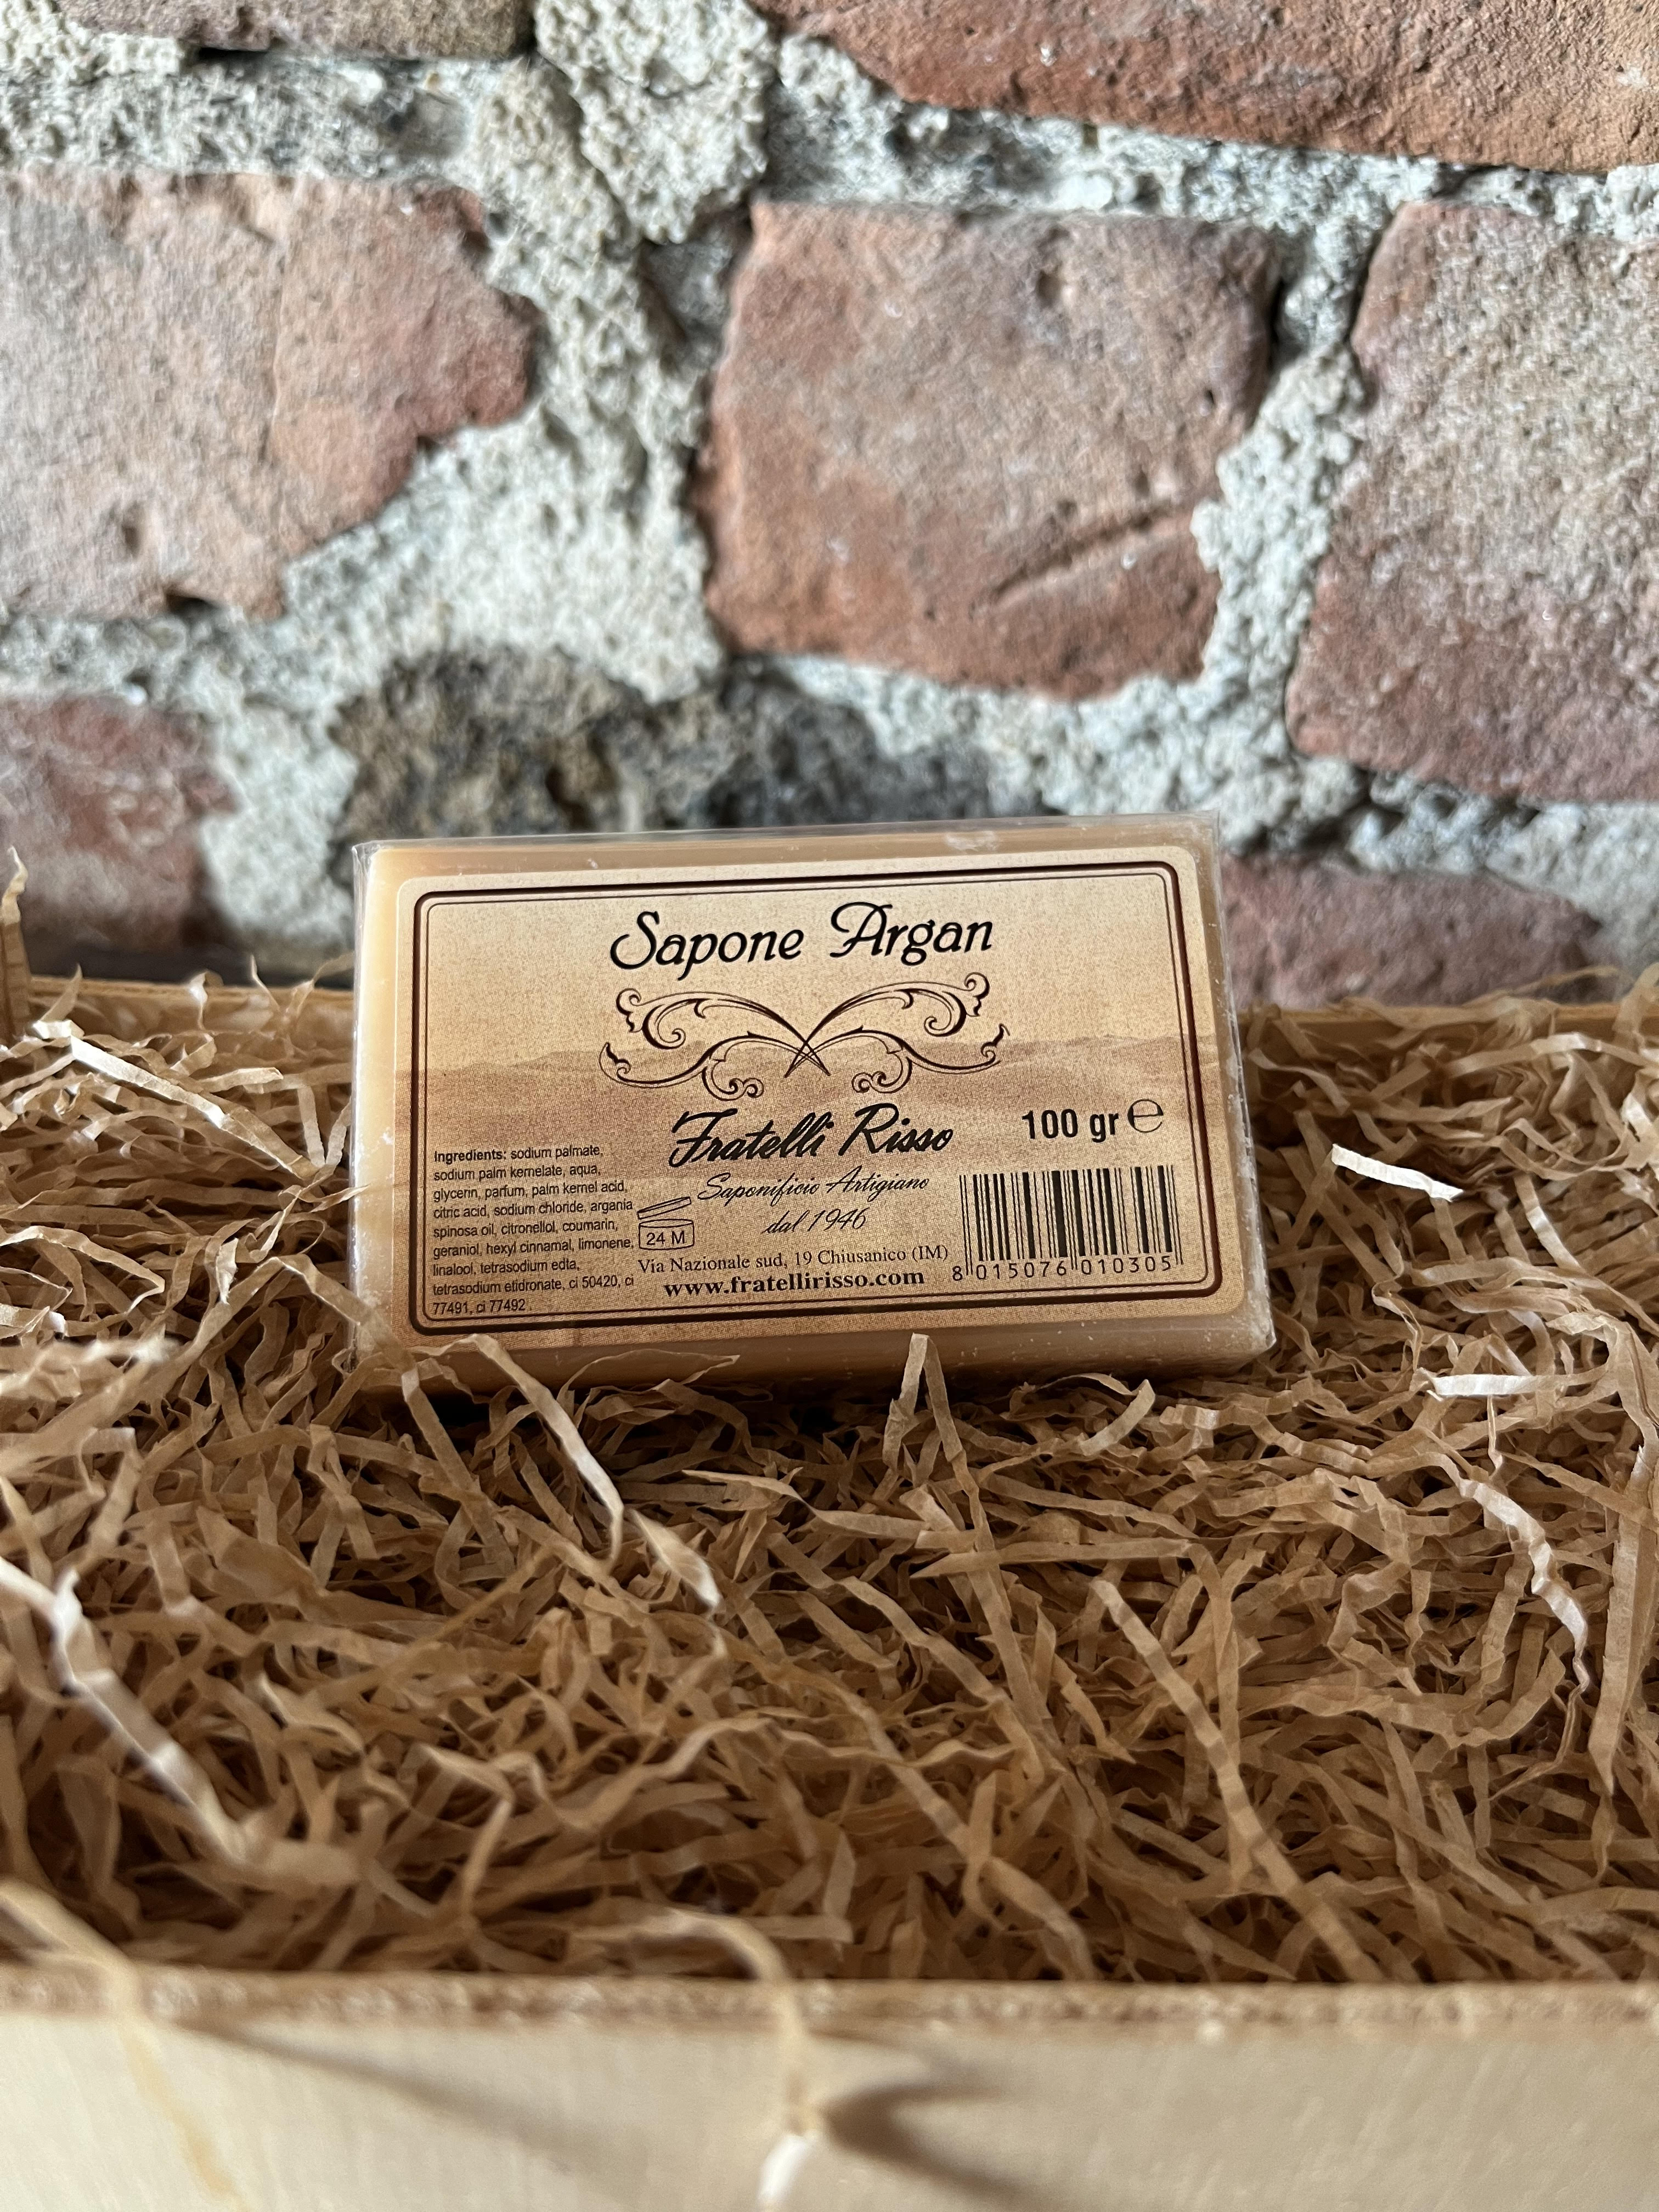 Sapone Argan
Fratelli Risso
100 gr ℮
Saponificio Artigiano
dal 1946
Ingredients: sodium palmate,
sodium palm kernelate, aqua,
glycerin, parfum, palm kernel acid,
citric acid, sodium chloride, argania
spinosa oil, citronellol, coumarin,
geraniol, hexyl cinnamal, limonene,
linalool, tetrasodium edta,
tetrasodium etidronate, ci 50420, ci
77491, ci 77492 .
24 M
Via Nazionale sud, 19 Chiusanico (IM)
www.fratellirisso.com
8 015076 010305